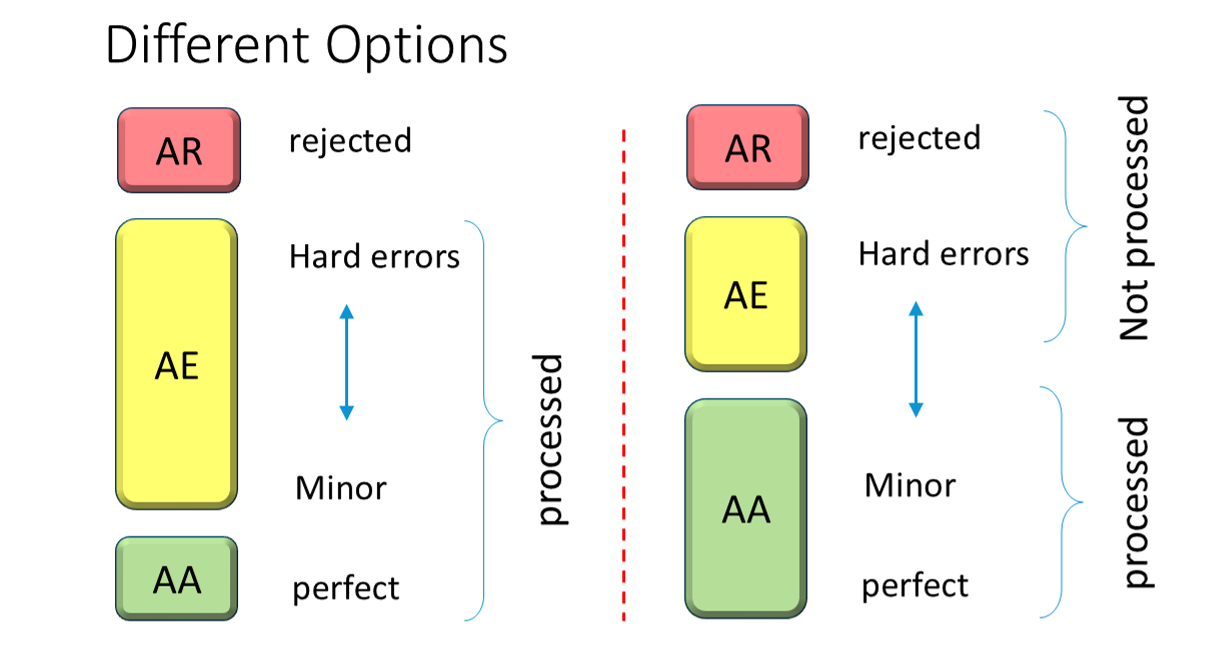 Different Options
AR
rejected
AE
Hard errors
Minor
AA
perfect
processed
AR
rejected
AE
Hard errors
AA
Minor
perfect
Not processed
processed